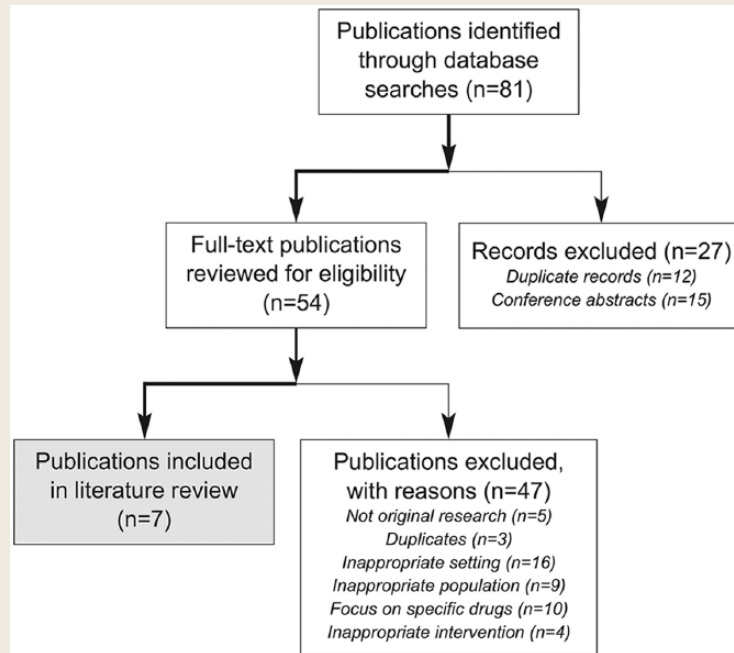 Publications identified
through database
searches (n=81)
Full-text publications
reviewed for eligibility
(n=54)
Records excluded (n=27)
Duplicate records (n=12)
Conference abstracts (n=15)
Publications included
in literature review
(n=7)
Publications excluded,
with reasons (n=47)
Not original research (n=5)
Duplicates (n=3)
Inappropriate setting (n=16)
Inappropriate population (n=9)
Focus on specific drugs (n=10)
Inappropriate intervention (n=4)